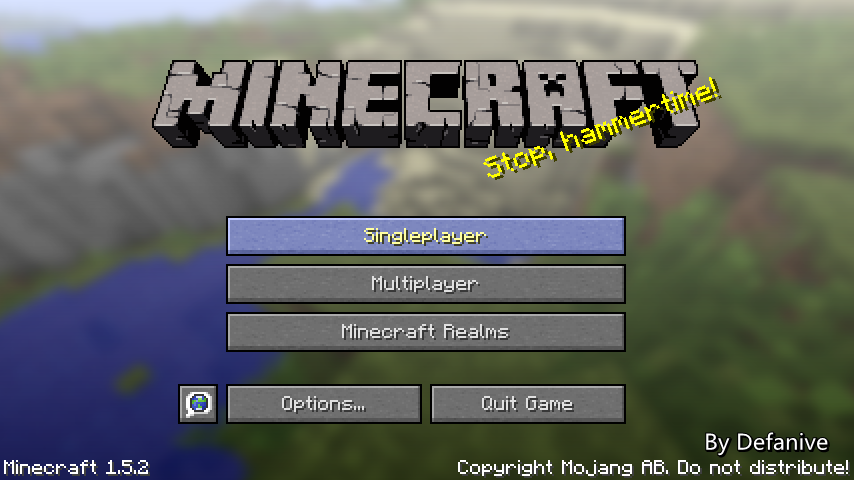 MINECRAFT
Stop, hammertime!
Singleplayer
Multiplayer
Minecraft Realms
Options...
Quit Game
By Defanive
Minecraft 1.5.2
Copyright Mojang AB. Do not distribute!